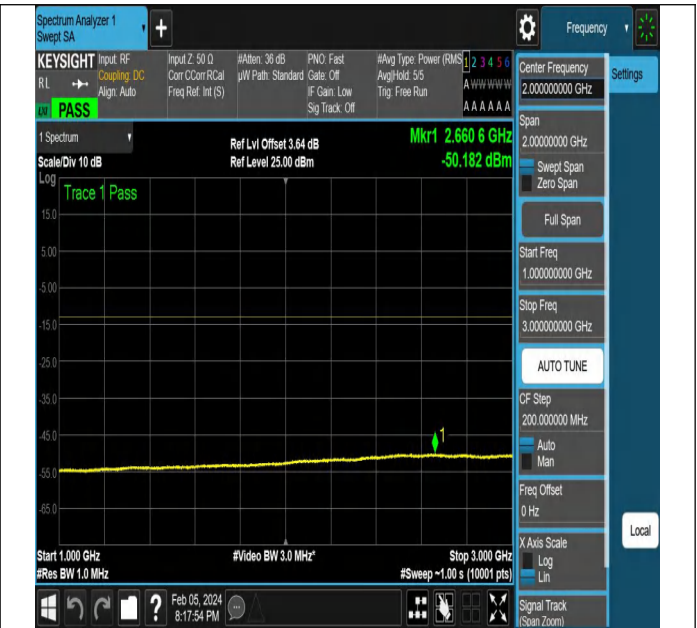 Spectrum Analyzer 1
Swept SA
Frequency
KEYSIGHT
Input: RF
Coupling: DC
Align: Auto
Input Z: 50 Ω
Corr CCorr RCal
Freq Ref: Int (S)
#Atten: 36 dB
µW Path: Standard
PNO: Fast
Gate: Off
IF Gain: Low
Sig Track: Off
#Avg Type: Power (RMS
Avg|Hold: 5/5
Trig: Free Run
1 2 3 4 5 6
A W W W W W
A A A A A A
RL
PASS
Center Frequency
2.000000000 GHz
Settings
Span
2.00000000 GHz
Swept Span
Zero Span
Full Span
Start Freq
1.000000000 GHz
Stop Freq
3.000000000 GHz
AUTO TUNE
CF Step
200.000000 MHz
Auto
Man
Freq Offset
0 Hz
X Axis Scale
Log
Lin
Signal Track
(Span Zoom)
Local
1 Spectrum
Scale/Div 10 dB
Ref Lvl Offset 3.64 dB
Ref Level 25.00 dBm
Mkr1 2.660 6 GHz
-50.182 dBm
Log
Trace 1 Pass
15.0
5.00
-5.00
-15.0
-25.0
-35.0
-45.0
-55.0
-65.0
1
Start 1.000 GHz
#Res BW 1.0 MHz
#Video BW 3.0 MHz*
Stop 3.000 GHz
#Sweep ~1.00 s (10001 pts)
?
Feb 05, 2024
8:17:54 PM